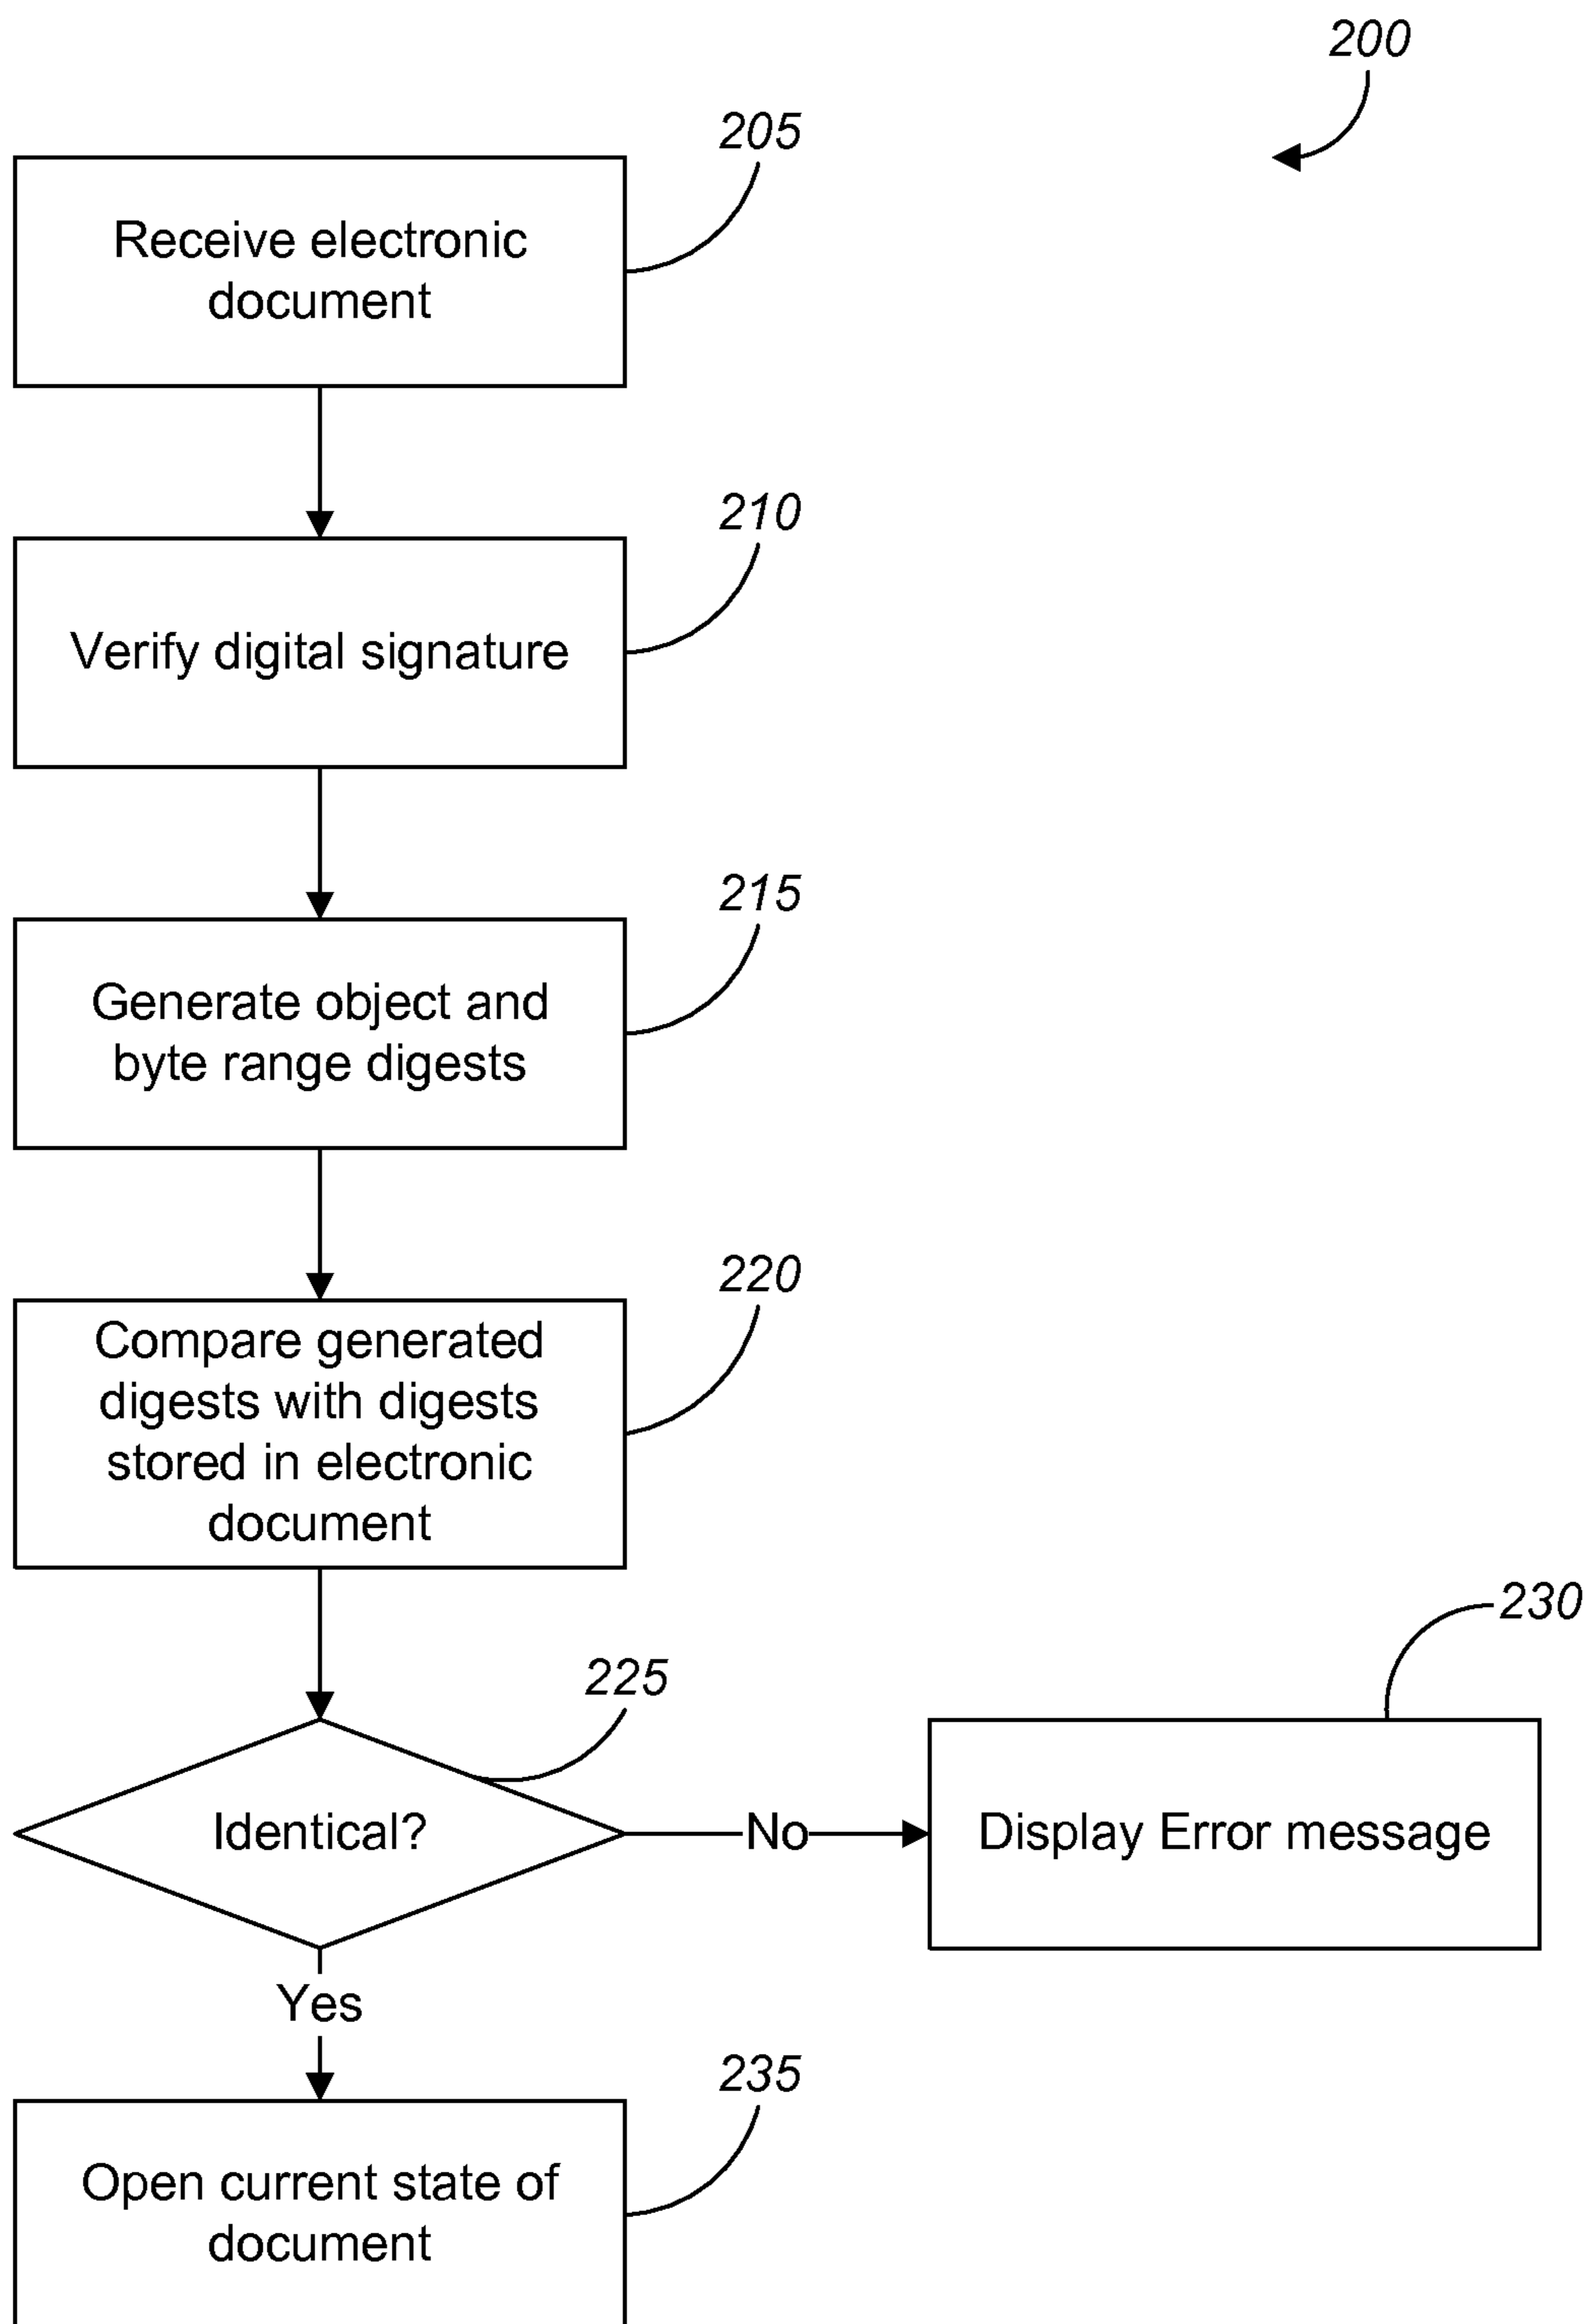 200
205
Receive electronic
document
210
Verify digital signature
215
Generate object and
byte range digests
220
Compare generated
digests with digests
stored in electronic
document
225
230
Identical?
No
Display Error message
Yes
235
Open current state of
document